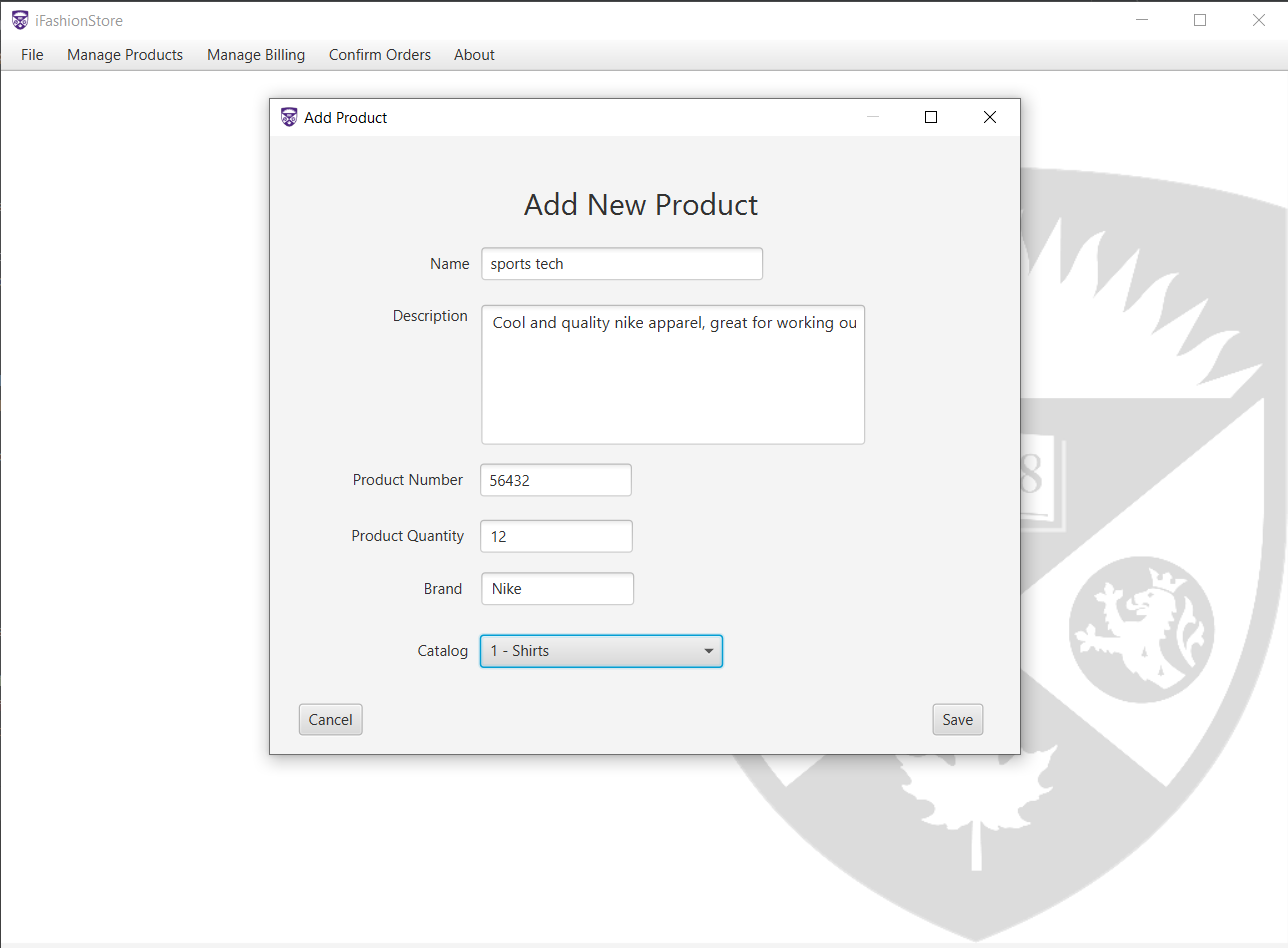 iFashionStore
File Manage Products Manage Billing Confirm Orders About
Add Product
Add New Product
Name sports tech
Description Cool and quality nike apparel, great for working ou
Product Number 56432
Product Quantity 12
Brand Nike
Catalog 1 - Shirts
Cancel Save
8